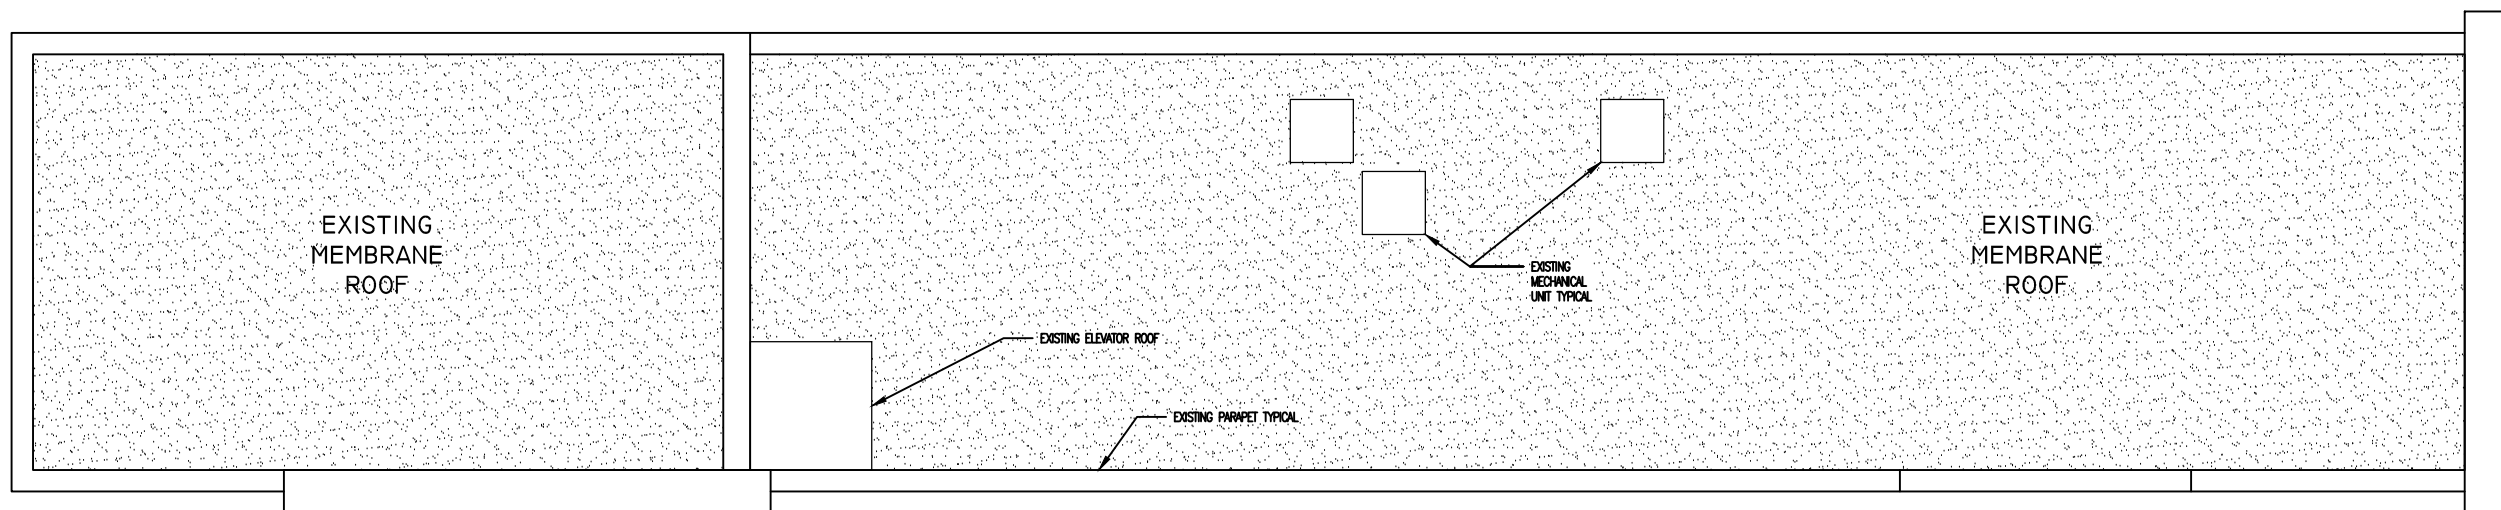 EXISTING
MEMBRANE
ROOF
EXISTING
MECHANICAL
UNIT TYPICAL
EXISTING
MEMBRANE
ROOF
EXISTING ELEVATOR ROOF
EXISTING PARAPET TYPICAL